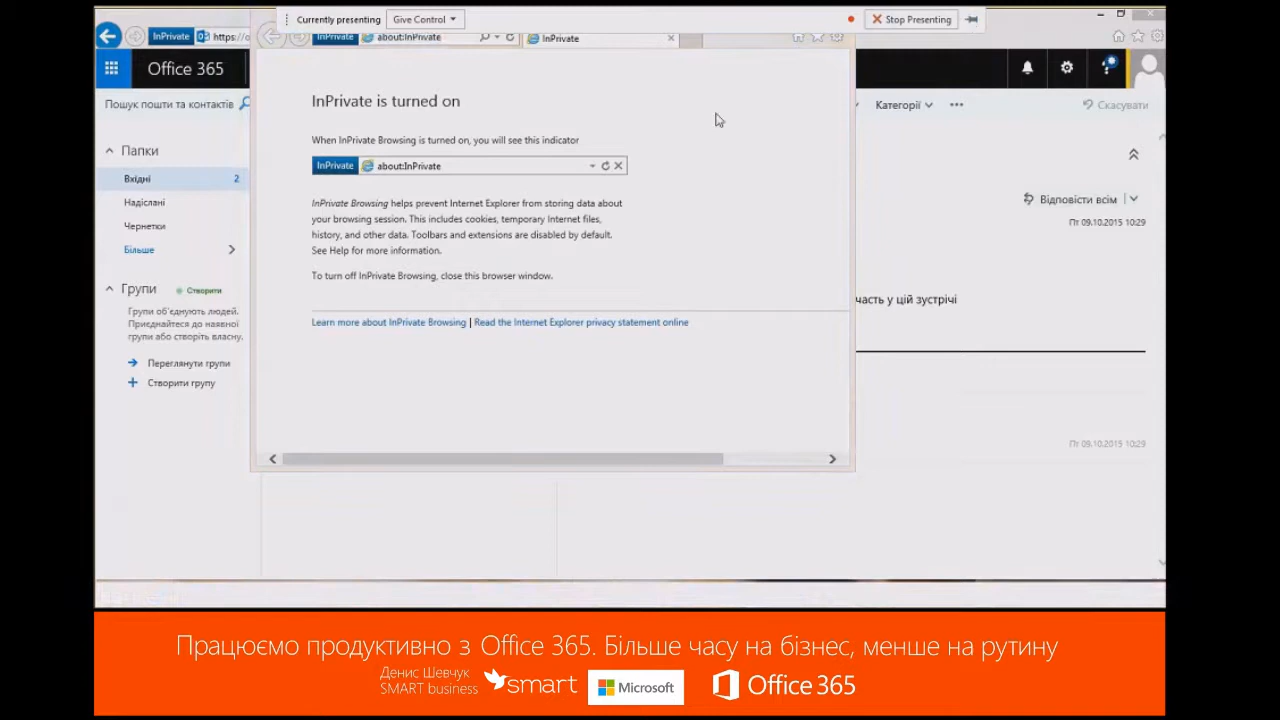 Currently presenting
Give Control
Stop Presenting
InPrivate
https://o
InPrivate
about:InPrivate
InPrivate
Office 365
Пошук пошти та контактів
Категорії
Скасувати
Папки
Вхідні 2
Надіслані
Чернетки
Більше
Групи
Створити
Групи об'єднують людей.
Приєднайтеся до наявної
групи або створіть власну.
Переглянути групи
Створити групу
InPrivate is turned on
When InPrivate Browsing is turned on, you will see this indicator
InPrivate about:InPrivate
InPrivate Browsing helps prevent Internet Explorer from storing data about
your browsing session. This includes cookies, temporary Internet files,
history, and other data. Toolbars and extensions are disabled by default.
See Help for more information.
To turn off InPrivate Browsing, close this browser window.
Learn more about InPrivate Browsing | Read the Internet Explorer privacy statement online
Відповісти всім
Пт 09.10.2015 10:29
часть у цій зустрічі
Пт 09.10.2015 10:29
Працюємо продуктивно з Office 365. Більше часу на бізнес, менше на рутину
Денис Шевчук
SMART business
smart
Microsoft
Office 365